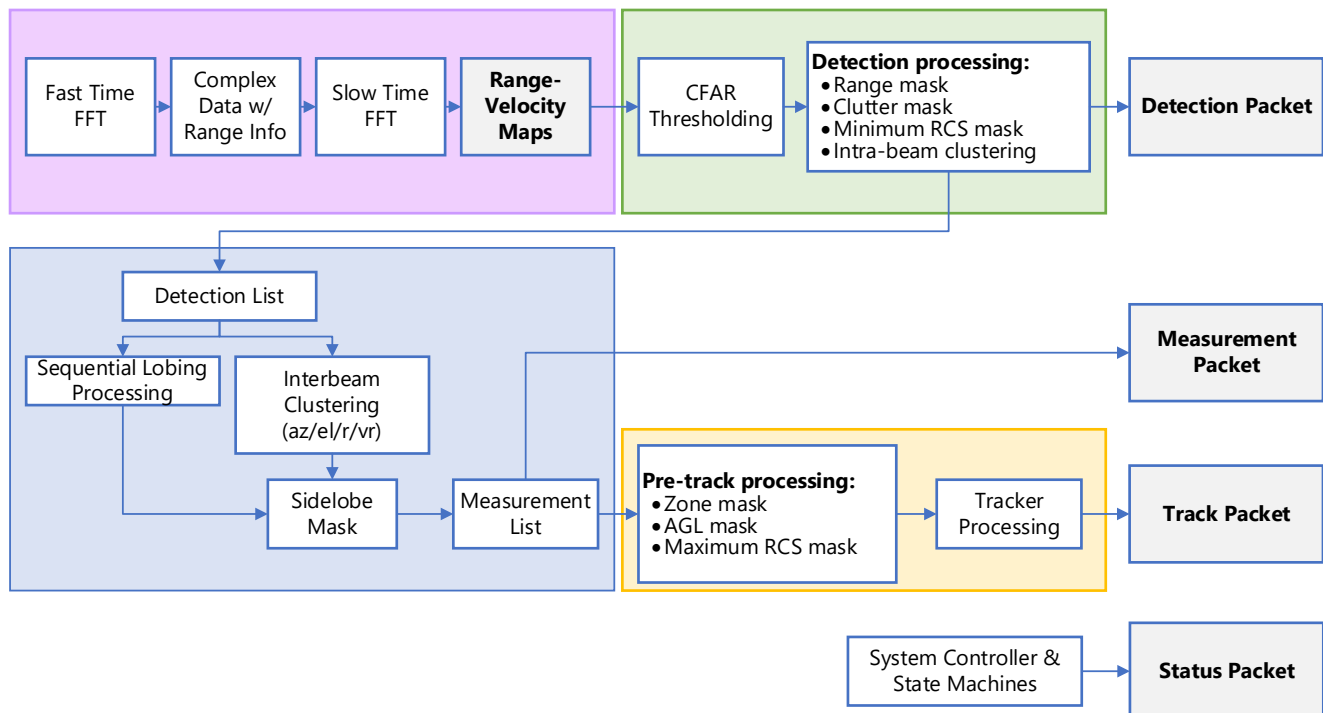 Fast Time
FFT
Complex
Data w/
Range Info
Slow Time
FFT
Range-
Velocity
Maps
CFAR
Thresholding
Detection processing:
•Range mask
•Clutter mask
•Minimum RCS mask
•Intra-beam clustering
Detection Packet
Detection List
Sequential Lobing
Processing
Interbeam
Clustering
(az/el/r/vr)
Sidelobe
Mask
Measurement
List
Measurement
Packet
Pre-track processing:
•Zone mask
•AGL mask
•Maximum RCS mask
Tracker
Processing
Track Packet
System Controller &
State Machines
Status Packet